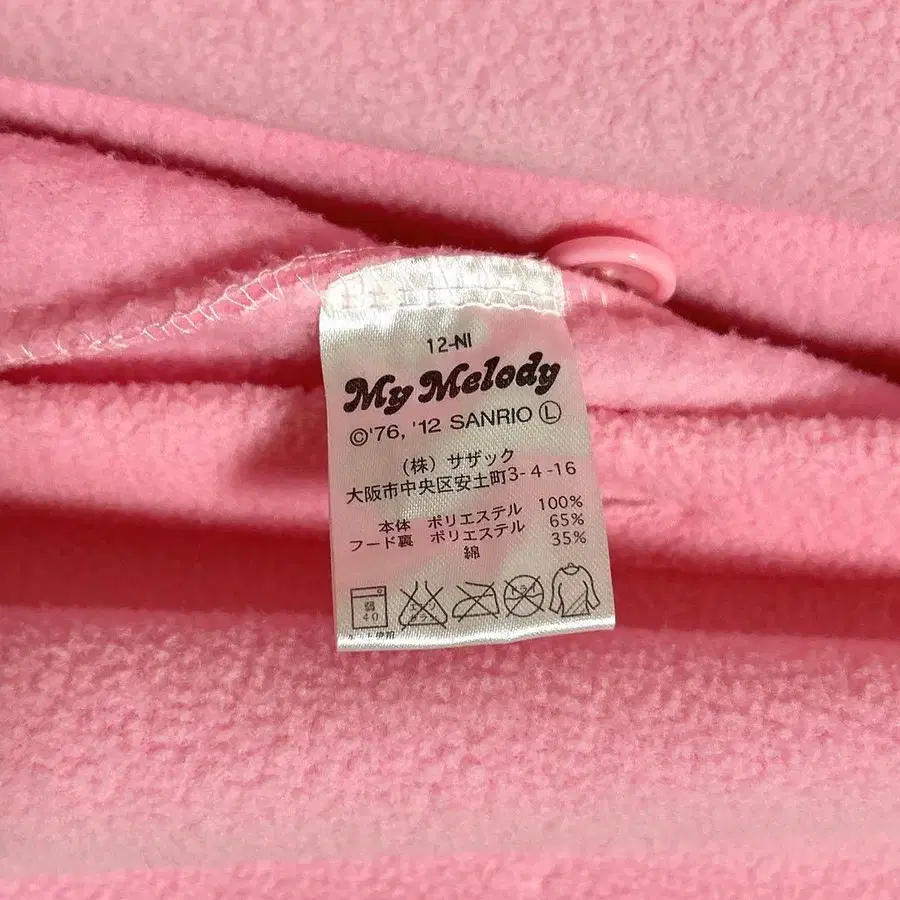 12-NI
My Melody
©'76, '12 SANRIO Ⓛ
(株) サザック
大阪市中央区安土町3-4-16
本体 ポリエステル 100%
フード裏 ポリエステル 65%
綿 35%
弱
40